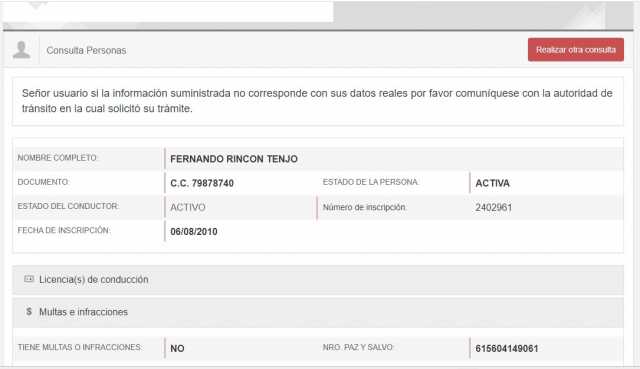 Consulta Personas
Realizar otra consulta
Señor usuario si la información suministrada no corresponde con sus datos reales por favor comuníquese con la autoridad de
tránsito en la cual solicitó su trámite.
NOMBRE COMPLETO: FERNANDO RINCON TENJO
DOCUMENTO: C.C. 79878740 ESTADO DE LA PERSONA: ACTIVA
ESTADO DEL CONDUCTOR: ACTIVO Número de inscripción: 2402961
FECHA DE INSCRIPCIÓN: 06/08/2010
Licencia(s) de conducción
$ Multas e infracciones
TIENE MULTAS O INFRACCIONES: NO NRO. PAZ Y SALVO: 615604149061